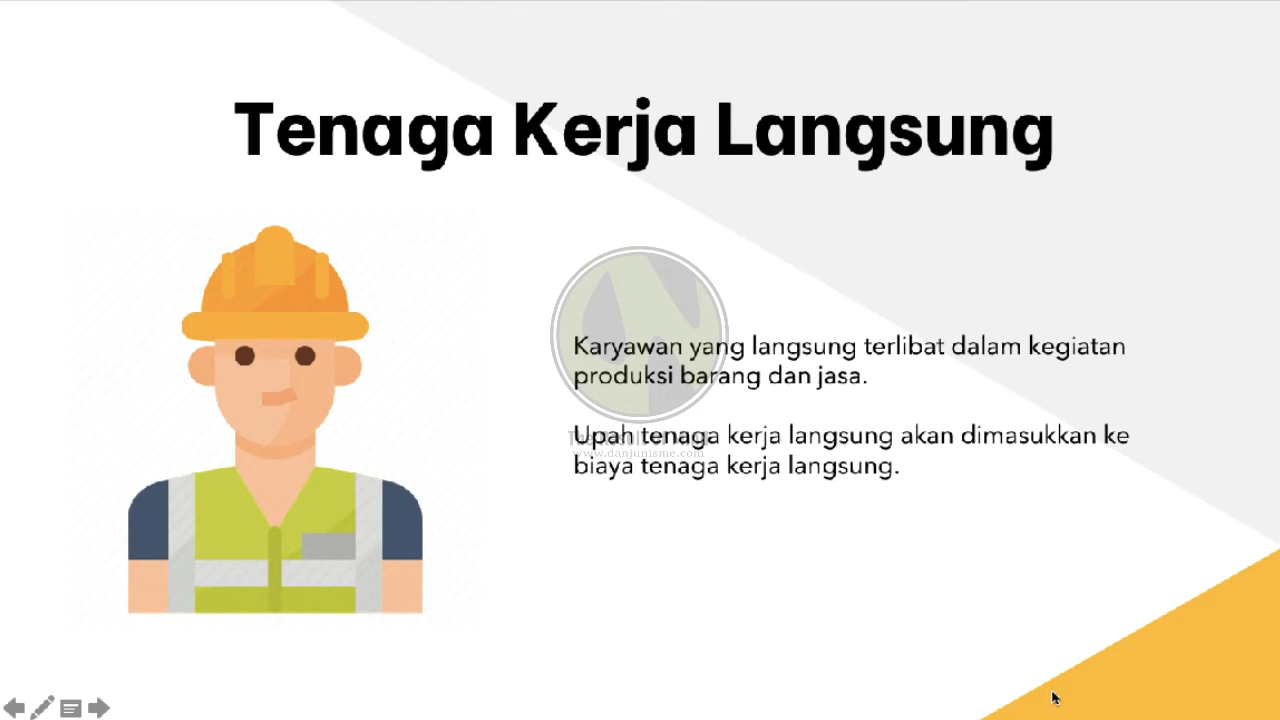 Tenaga Kerja Langsung
Karyawan yang langsung terlibat dalam kegiatan
produksi barang dan jasa.
Upah tenaga kerja langsung akan dimasukkan ke
biaya tenaga kerja langsung.
www.danjunisme.com